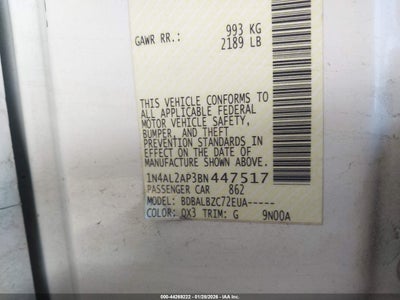 GAWR RR.: 993 KG
2189 LB
THIS VEHICLE CONFORMS TO
ALL APPLICABLE FEDERAL
MOTOR VEHICLE SAFETY,
BUMPER, AND THEFT
PREVENTION STANDARDS IN
EFFECT ON THE DATE OF
MANUFACTURE SHOWN ABOVE.
1N4AL2AP3BN447517
PASSENGER CAR 862
MODEL: BDBALBZC72EUA-----
COLOR: QX3 TRIM: G 9N00A
000-44269222 - 01/29/2026 - IAA